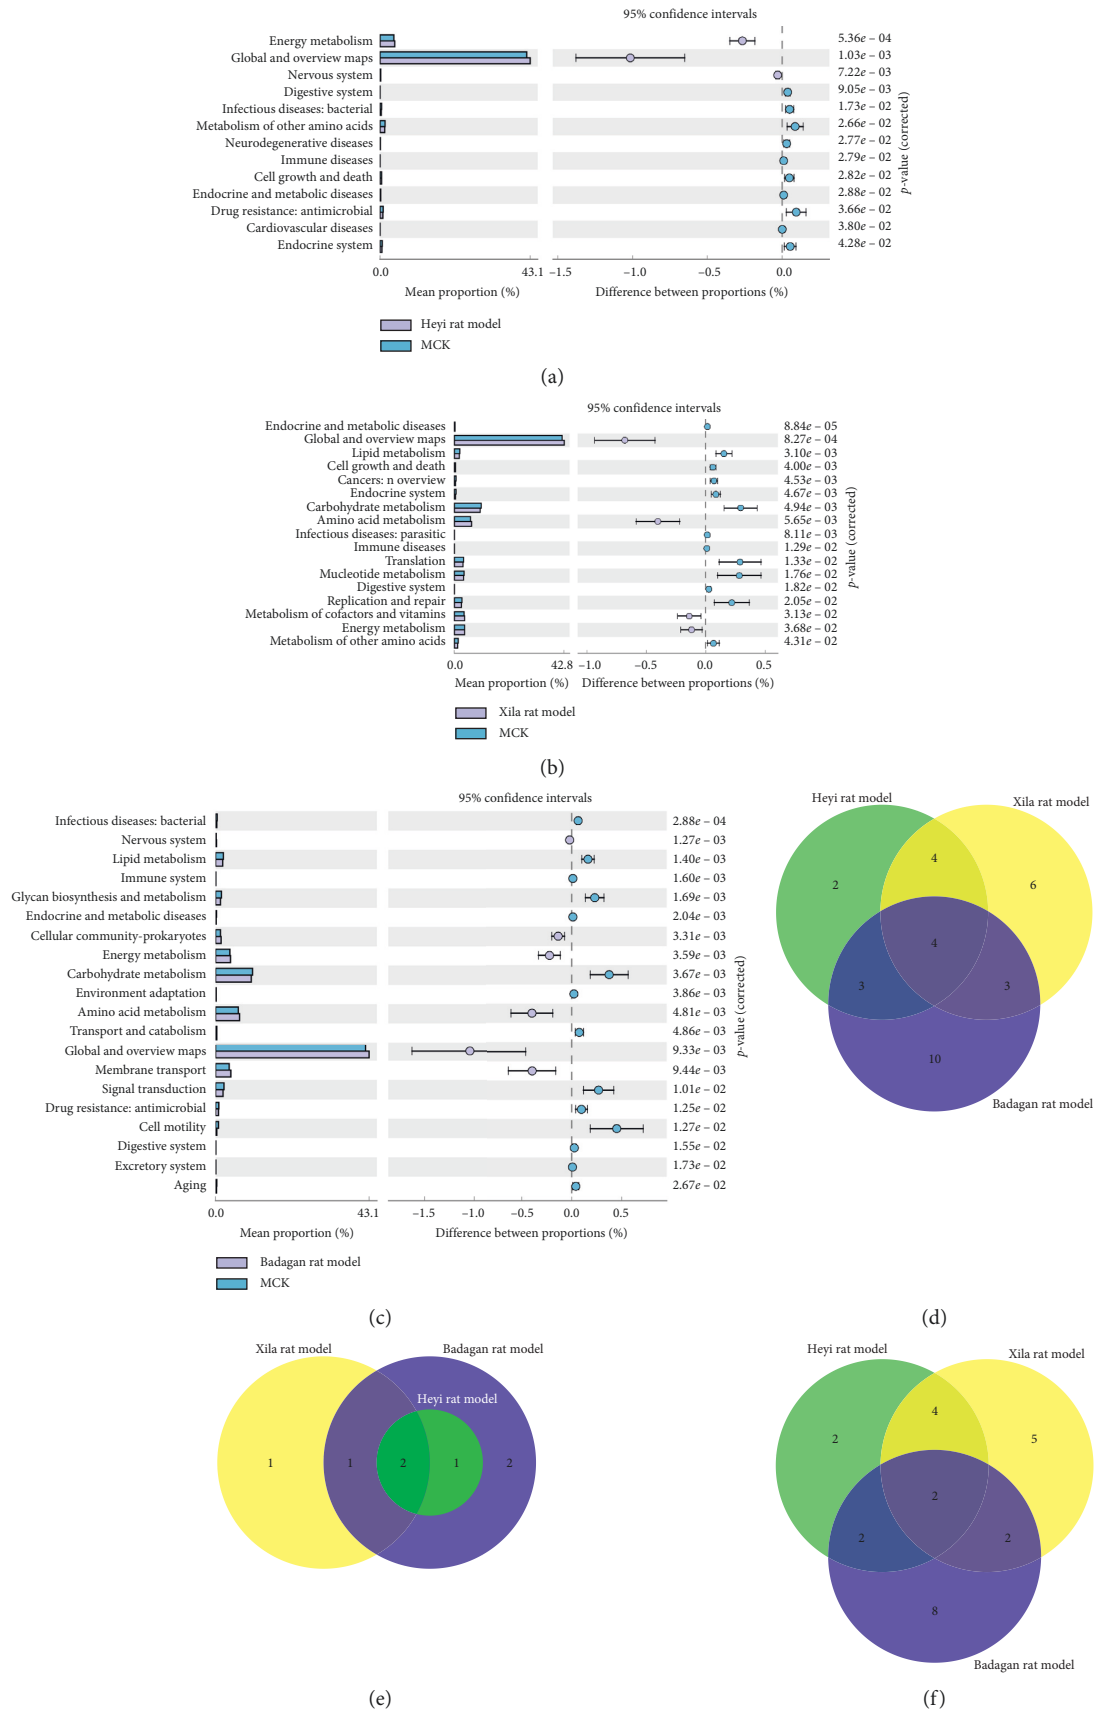 95% confidence intervals
Energy metabolism 5.36e – 04
Global and overview maps 1.03e – 03
Nervous system 7.22e – 03
Digestive system 9.05e – 03
Infectious diseases: bacterial 1.73e – 02
Metabolism of other amino acids 2.66e – 02
Neurodegenerative diseases 2.77e – 02
Immune diseases 2.79e – 02
Cell growth and death 2.82e – 02
Endocrine and metabolic diseases 2.88e – 02
Drug resistance: antimicrobial 3.66e – 02
Cardiovascular diseases 3.80e – 02
Endocrine system 4.28e – 02
p-value (corrected)
0.0 43.1 –1.5 –1.0 –0.5 0.0
Mean proportion (%) Difference between proportions (%)
Heyi rat model
MCK
(a)
95% confidence intervals
Endocrine and metabolic diseases 8.84e – 05
Global and overview maps 8.27e – 04
Lipid metabolism 3.10e – 03
Cell growth and death 4.00e – 03
Cancers: n overview 4.53e – 03
Endocrine system 4.67e – 03
Carbohydrate metabolism 4.94e – 03
Amino acid metabolism 5.65e – 03
Infectious diseases: parasitic 8.11e – 03
Immune diseases 1.29e – 02
Translation 1.33e – 02
Mucleotide metabolism 1.76e – 02
Digestive system 1.82e – 02
Replication and repair 2.05e – 02
Metabolism of cofactors and vitamins 3.13e – 02
Energy metabolism 3.68e – 02
Metabolism of other amino acids 4.31e – 02
p-value (corrected)
0.0 42.8 –1.0 –0.5 0.0 0.5
Mean proportion (%) Difference between proportions (%)
Xila rat model
MCK
(b)
95% confidence intervals
Infectious diseases: bacterial 2.88e – 04
Nervous system 1.27e – 03
Lipid metabolism 1.40e – 03
Immune system 1.60e – 03
Glycan biosynthesis and metabolism 1.69e – 03
Endocrine and metabolic diseases 2.04e – 03
Cellular community-prokaryotes 3.31e – 03
Energy metabolism 3.59e – 03
Carbohydrate metabolism 3.67e – 03
Environment adaptation 3.86e – 03
Amino acid metabolism 4.81e – 03
Transport and catabolism 4.86e – 03
Global and overview maps 9.33e – 03
Membrane transport 9.44e – 03
Signal transduction 1.01e – 02
Drug resistance: antimicrobial 1.25e – 02
Cell motility 1.27e – 02
Digestive system 1.55e – 02
Excretory system 1.73e – 02
Aging 2.67e – 02
p-value (corrected)
0.0 43.1 –1.5 –1.0 –0.5 0.0 0.5
Mean proportion (%) Difference between proportions (%)
Badagan rat model
MCK
(c)
Heyi rat model
Xila rat model
4
2 6
4
3 3
10
Badagan rat model
(d)
Xila rat model Badagan rat model
Heyi rat model
1 1 2 1 2
(e)
Heyi rat model
Xila rat model
4
2 5
2
2 2
8
Badagan rat model
(f)